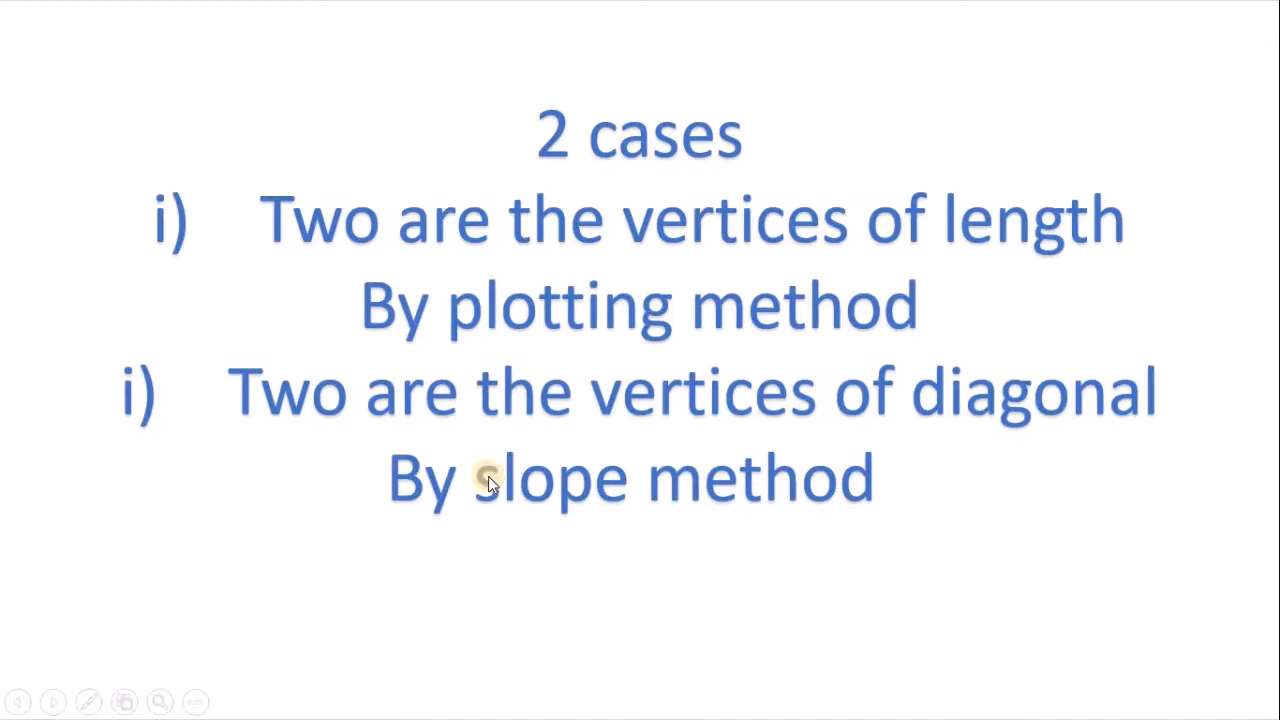 2 cases
i) Two are the vertices of length
By plotting method
i) Two are the vertices of diagonal
By slope method